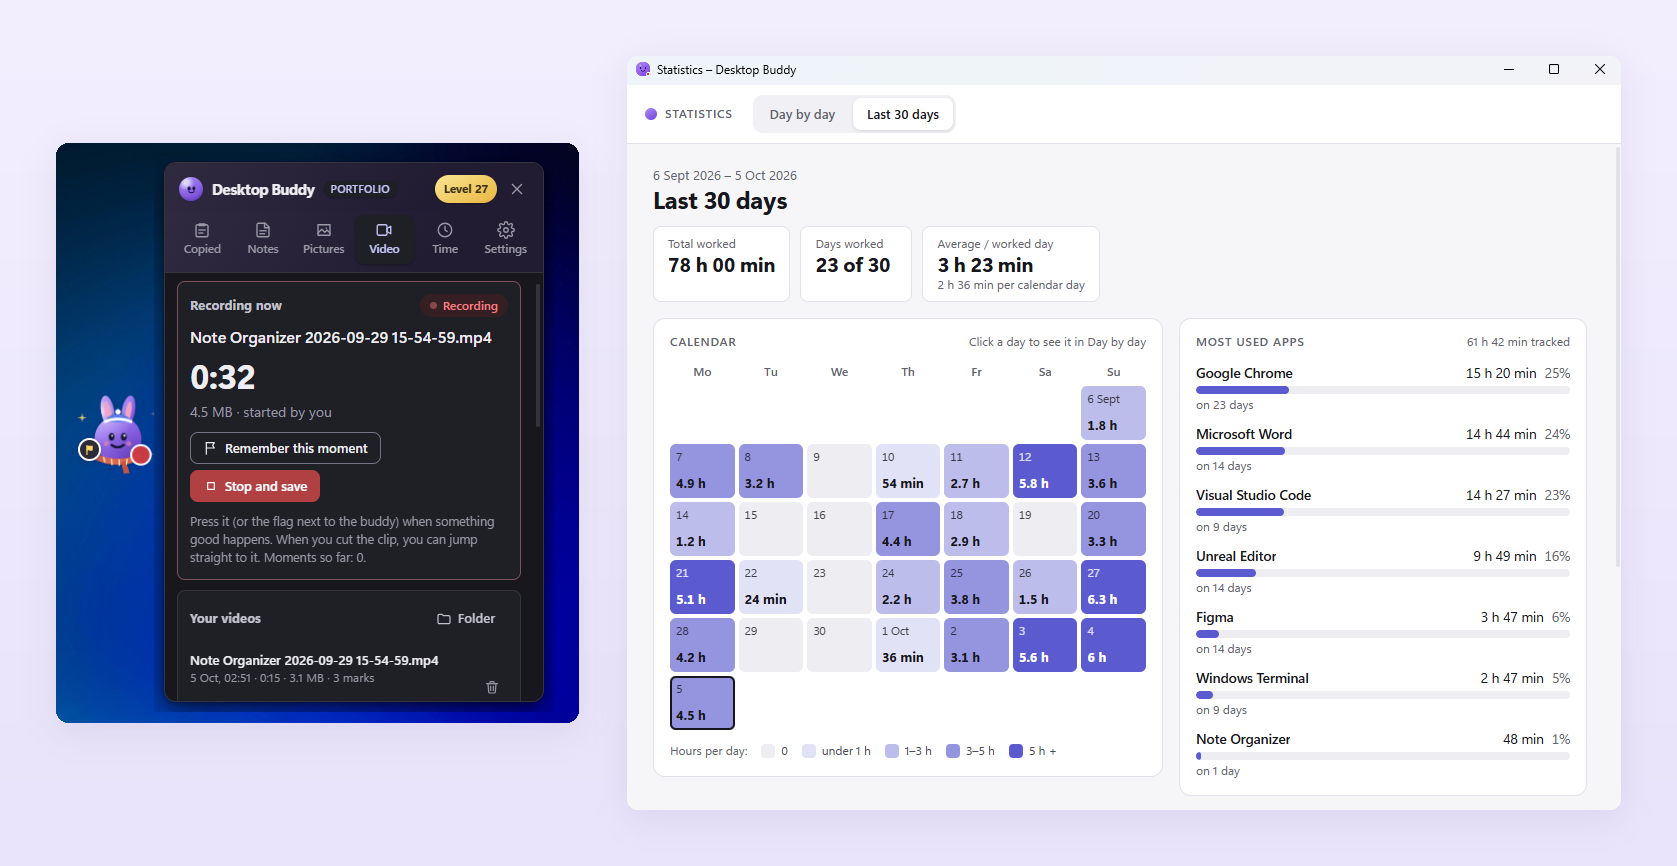 Desktop Buddy PORTFOLIO Level 27
Copied Notes Pictures Video Time Settings
Recording now Recording
Note Organizer 2026-09-29 15-54-59.mp4
0:32
4.5 MB · started by you
Remember this moment
Stop and save
Press it (or the flag next to the buddy) when something
good happens. When you cut the clip, you can jump
straight to it. Moments so far: 0.
Your videos Folder
Note Organizer 2026-09-29 15-54-59.mp4
5 Oct, 02:51 · 0:15 · 3.1 MB · 3 marks
Statistics – Desktop Buddy
STATISTICS Day by day Last 30 days
6 Sept 2026 – 5 Oct 2026
Last 30 days
Total worked
78 h 00 min
Days worked
23 of 30
Average / worked day
3 h 23 min
2 h 36 min per calendar day
CALENDAR Click a day to see it in Day by day
Mo Tu We Th Fr Sa Su
6 Sept
1.8 h
7 8 9 10 11 12 13
4.9 h 3.2 h 54 min 2.7 h 5.8 h 3.6 h
14 15 16 17 18 19 20
1.2 h 4.4 h 2.9 h 3.3 h
21 22 23 24 25 26 27
5.1 h 24 min 2.2 h 3.8 h 1.5 h 6.3 h
28 29 30 1 Oct 2 3 4
4.2 h 36 min 3.1 h 5.6 h 6 h
5
4.5 h
Hours per day: 0 under 1 h 1–3 h 3–5 h 5 h +
MOST USED APPS 61 h 42 min tracked
Google Chrome 15 h 20 min 25%
on 23 days
Microsoft Word 14 h 44 min 24%
on 14 days
Visual Studio Code 14 h 27 min 23%
on 9 days
Unreal Editor 9 h 49 min 16%
on 14 days
Figma 3 h 47 min 6%
on 14 days
Windows Terminal 2 h 47 min 5%
on 9 days
Note Organizer 48 min 1%
on 1 day